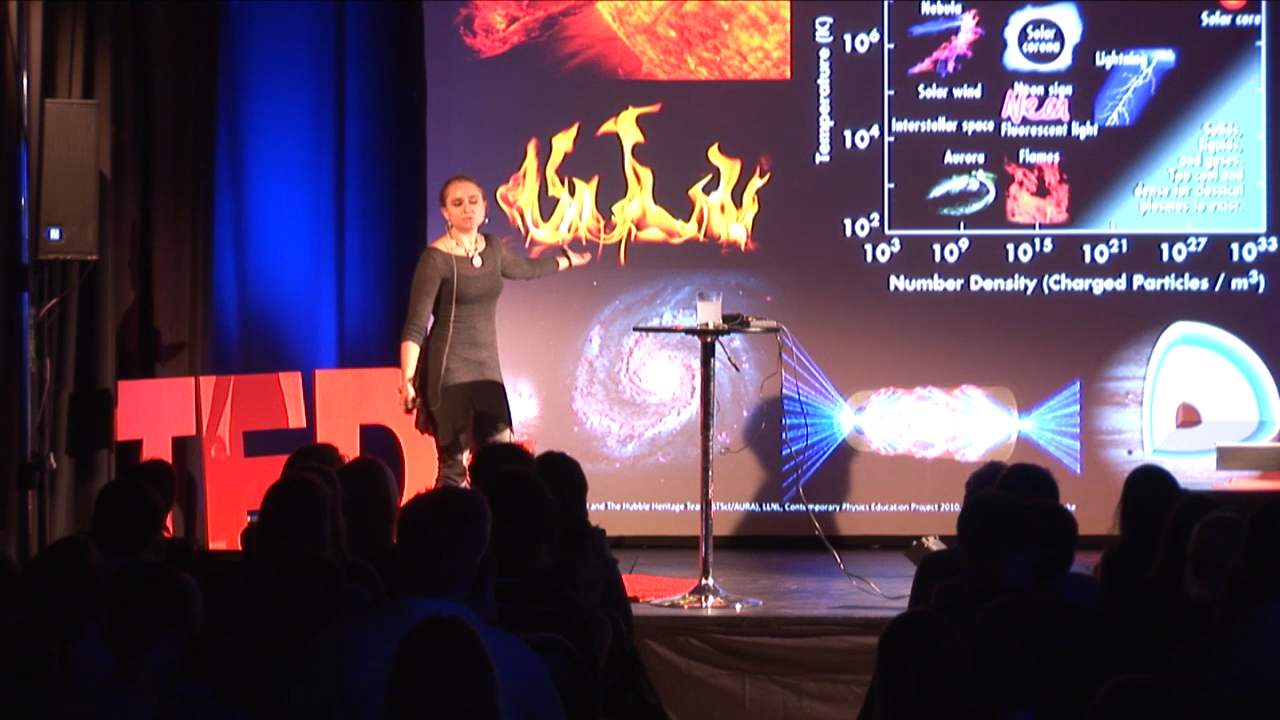 Nebula
Solar corona
Solar core
Temperature (K)
10⁶
Lightning
Solar wind
Neon sign
Neon
Interstellar space
Fluorescent light
10⁴
Solids,
liquids,
and gases.
Too cool and
dense for classical
plasmas to exist.
Aurora
Flames
10²
10³ 10⁹ 10¹⁵ 10²¹ 10²⁷ 10³³
Number Density (Charged Particles / m³)
TED
and The Hubble Heritage Team (STScI/AURA), LLNL, Contemporary Physics Education Project 2010,